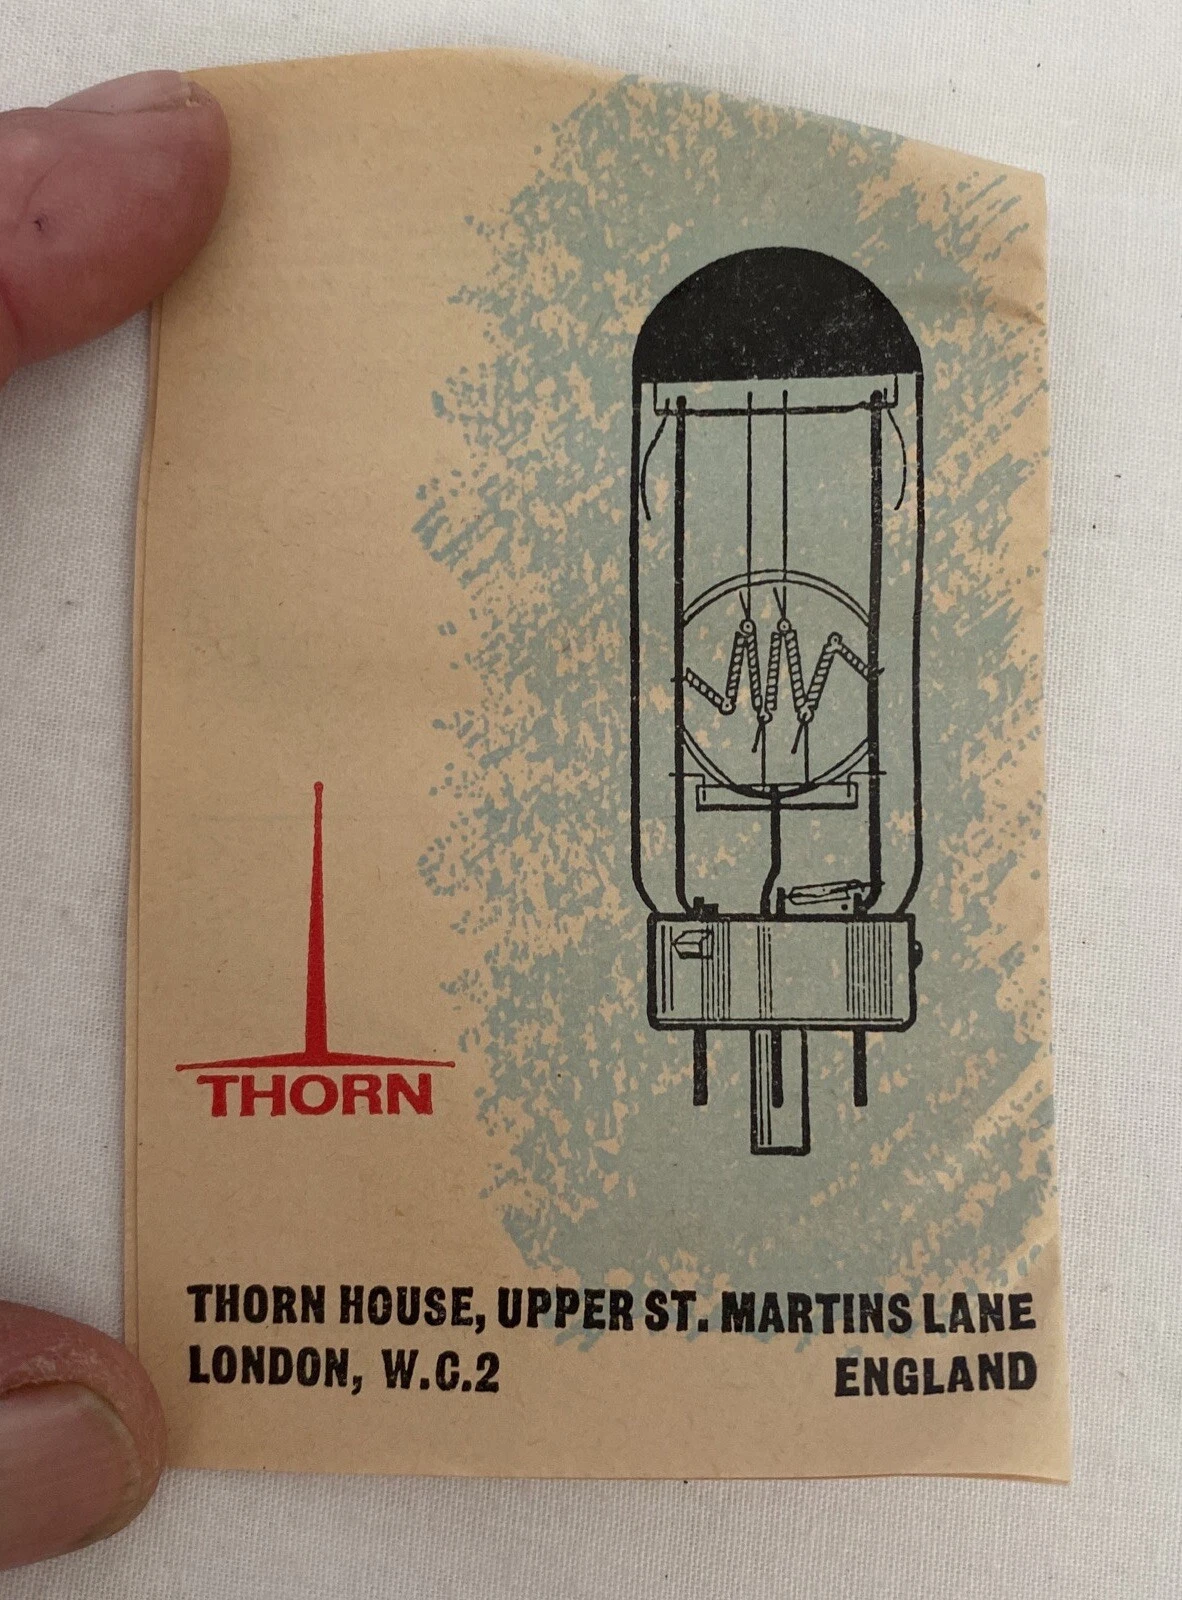 THORN
THORN HOUSE, UPPER ST. MARTINS LANE
LONDON, W.C.2 ENGLAND